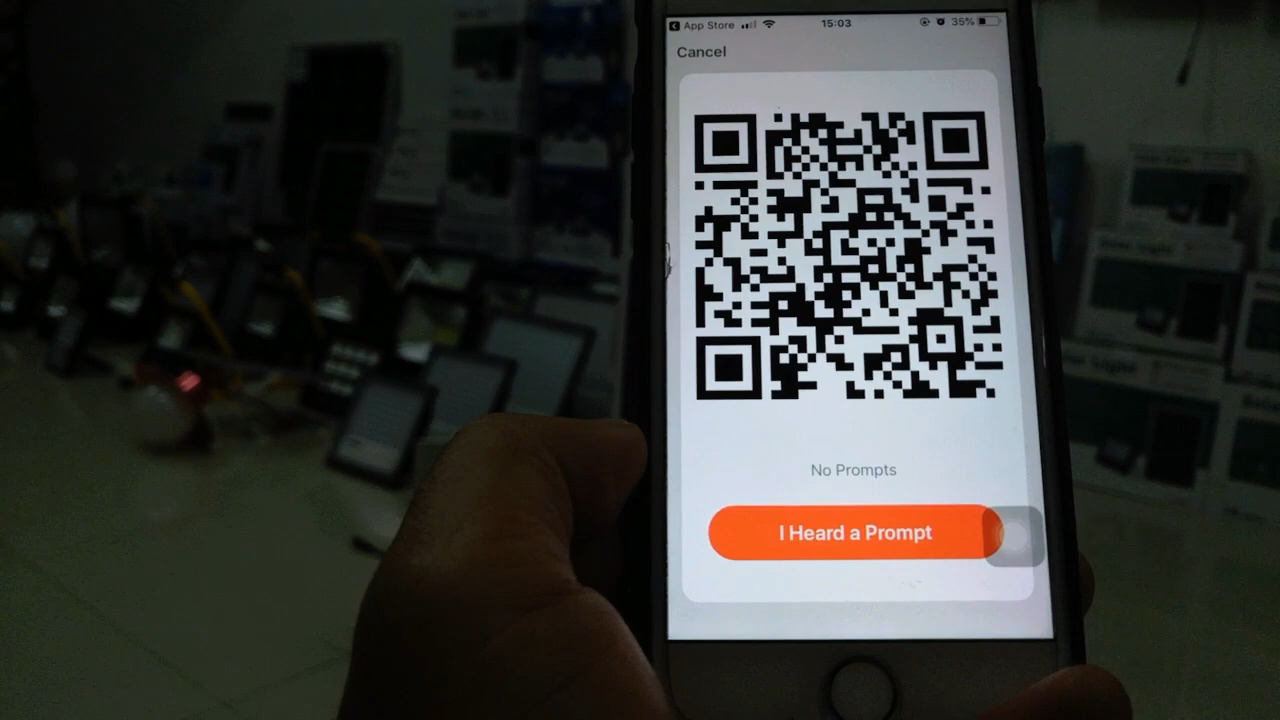 App Store
15:03
35%
Cancel
No Prompts
I Heard a Prompt